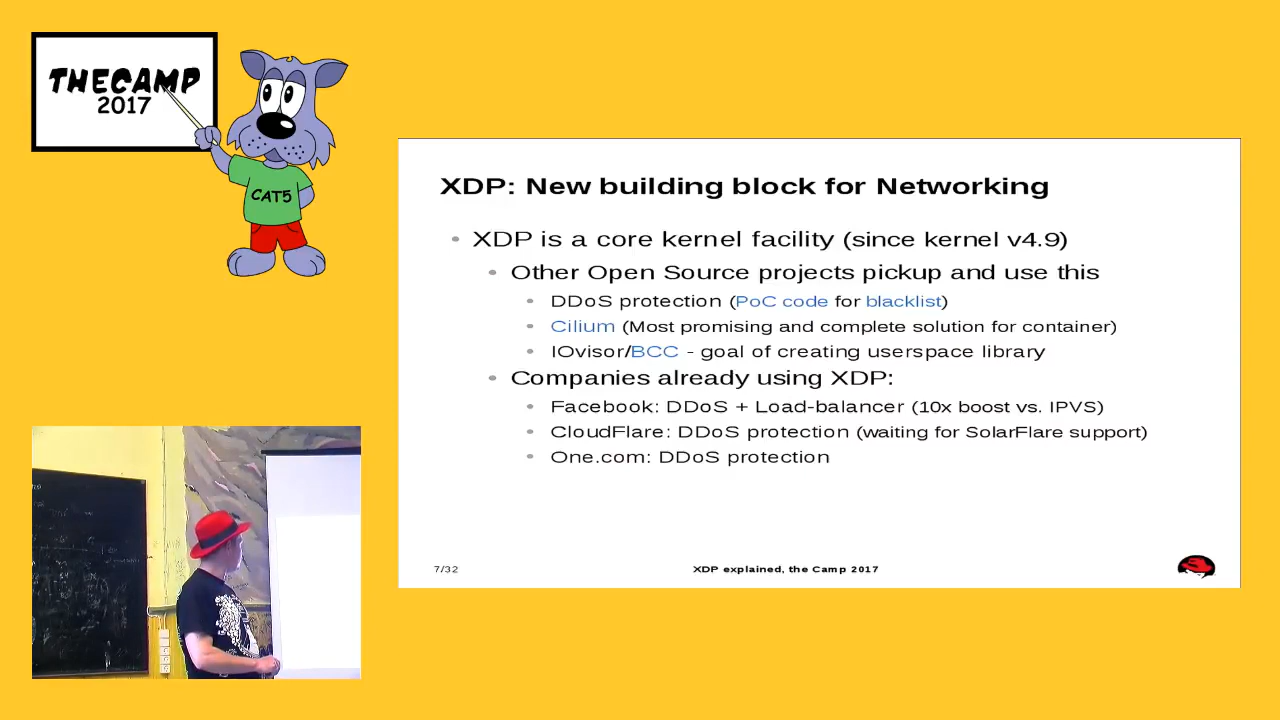 THECAMP
2017
CAT5
XDP: New building block for Networking
• XDP is a core kernel facility (since kernel v4.9)
• Other Open Source projects pickup and use this
• DDoS protection (PoC code for blacklist)
• Cilium (Most promising and complete solution for container)
• IOvisor/BCC - goal of creating userspace library
• Companies already using XDP:
• Facebook: DDoS + Load-balancer (10x boost vs. IPVS)
• CloudFlare: DDoS protection (waiting for SolarFlare support)
• One.com: DDoS protection
7/32
XDP explained, the Camp 2017